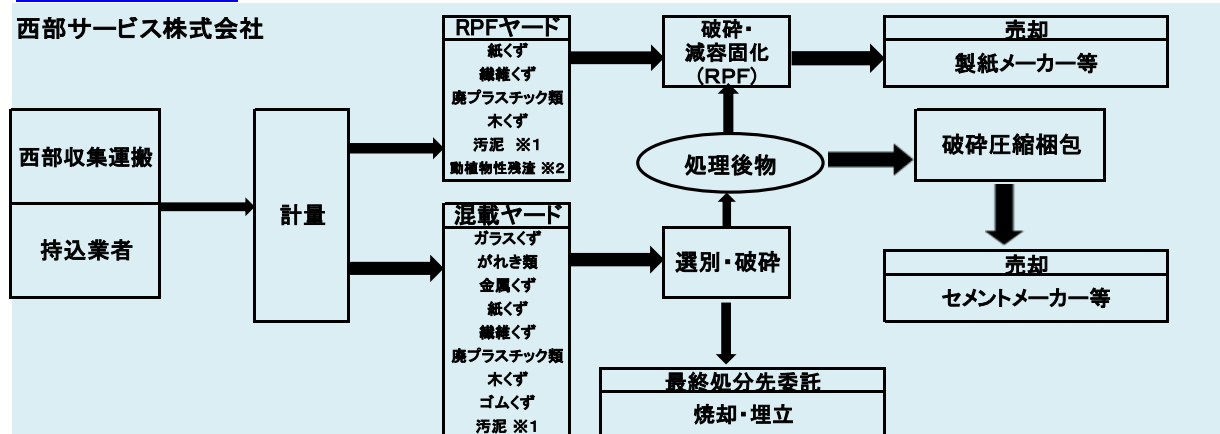 西部サービス株式会社
西部収集運搬
持込業者
計量
RPFヤード
紙くず
繊維くず
廃プラスチック類
木くず
汚泥 ※1
動植物性残渣 ※2
混載ヤード
ガラスくず
がれき類
金属くず
紙くず
繊維くず
廃プラスチック類
木くず
ゴムくず
汚泥 ※1
破砕・
減容固化
(RPF)
処理後物
選別・破砕
最終処分先委託
焼却・埋立
売却
製紙メーカー等
破砕圧縮梱包
売却
セメントメーカー等